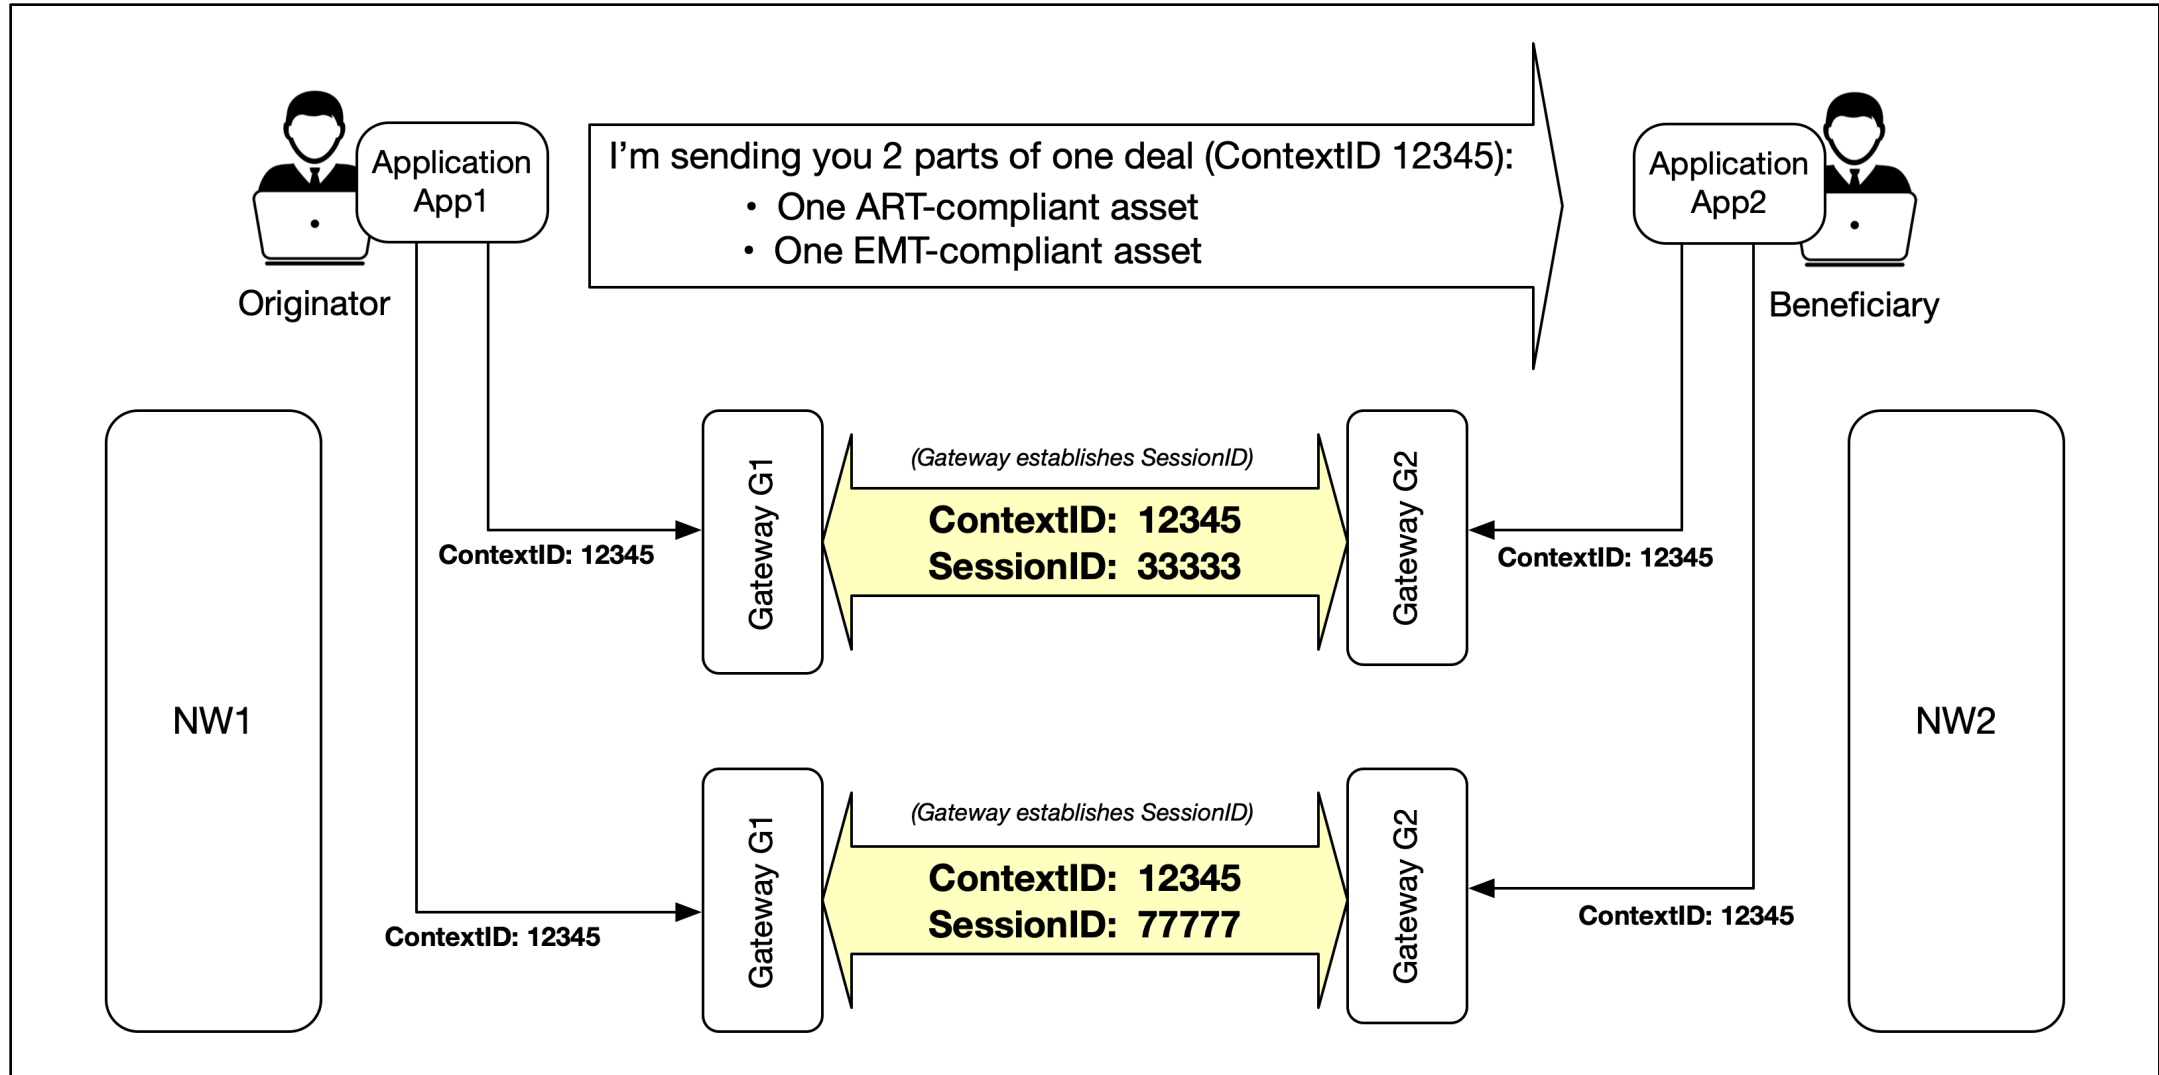 Application
App1
Originator
I'm sending you 2 parts of one deal (ContextID 12345):
• One ART-compliant asset
• One EMT-compliant asset
Application
App2
Beneficiary
NW1
ContextID: 12345
Gateway G1
(Gateway establishes SessionID)
ContextID: 12345
SessionID: 33333
Gateway G2
ContextID: 12345
NW2
ContextID: 12345
Gateway G1
(Gateway establishes SessionID)
ContextID: 12345
SessionID: 77777
Gateway G2
ContextID: 12345